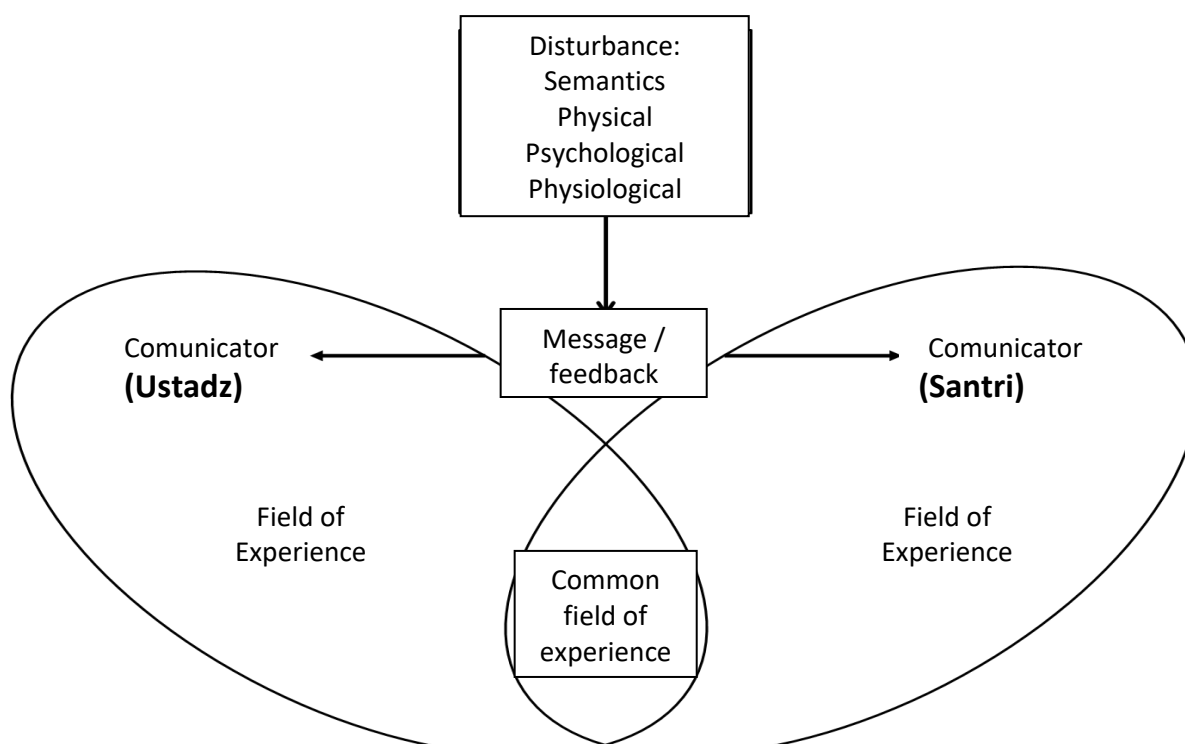 Disturbance:
Semantics
Physical
Psychological
Physiological
Message /
feedback
Comunicator
(Ustadz)
Comunicator
(Santri)
Field of
Experience
Field of
Experience
Common
field of
experience